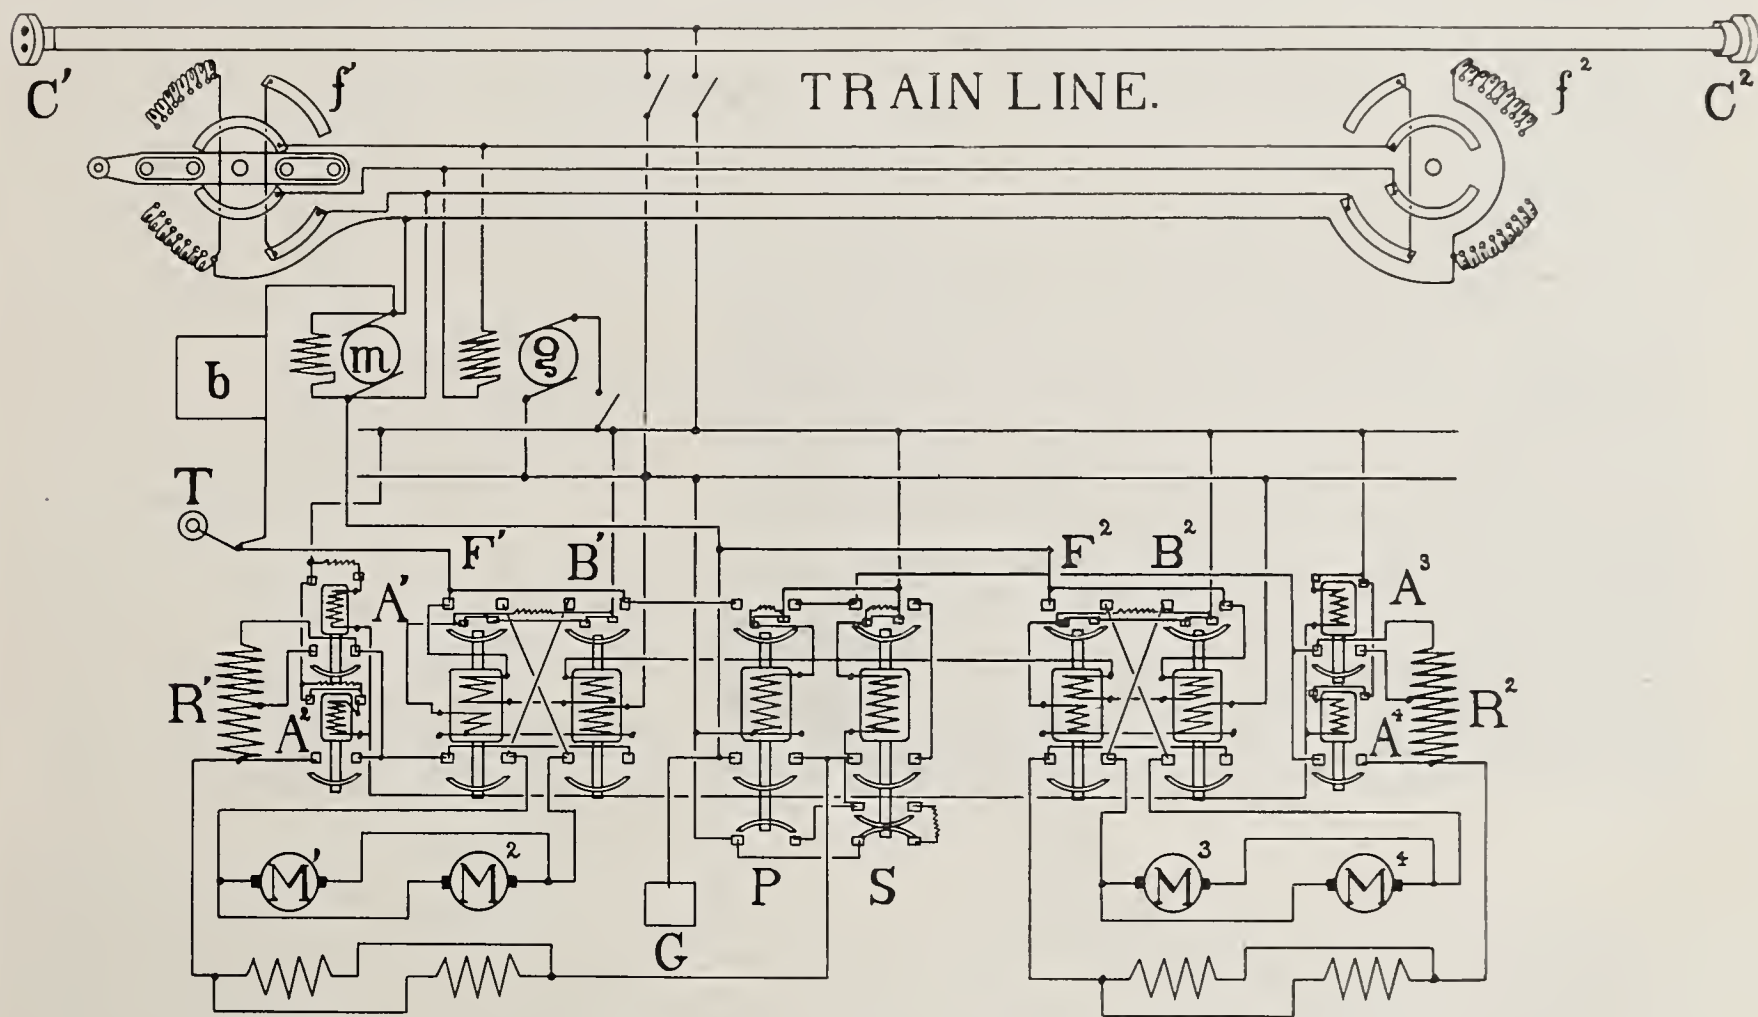 C' f' TRAIN LINE. f² C²
b m g
T
F' B' F² B²
A' A³
R' A² A⁴ R²
M' M² P S M³ M⁴
G